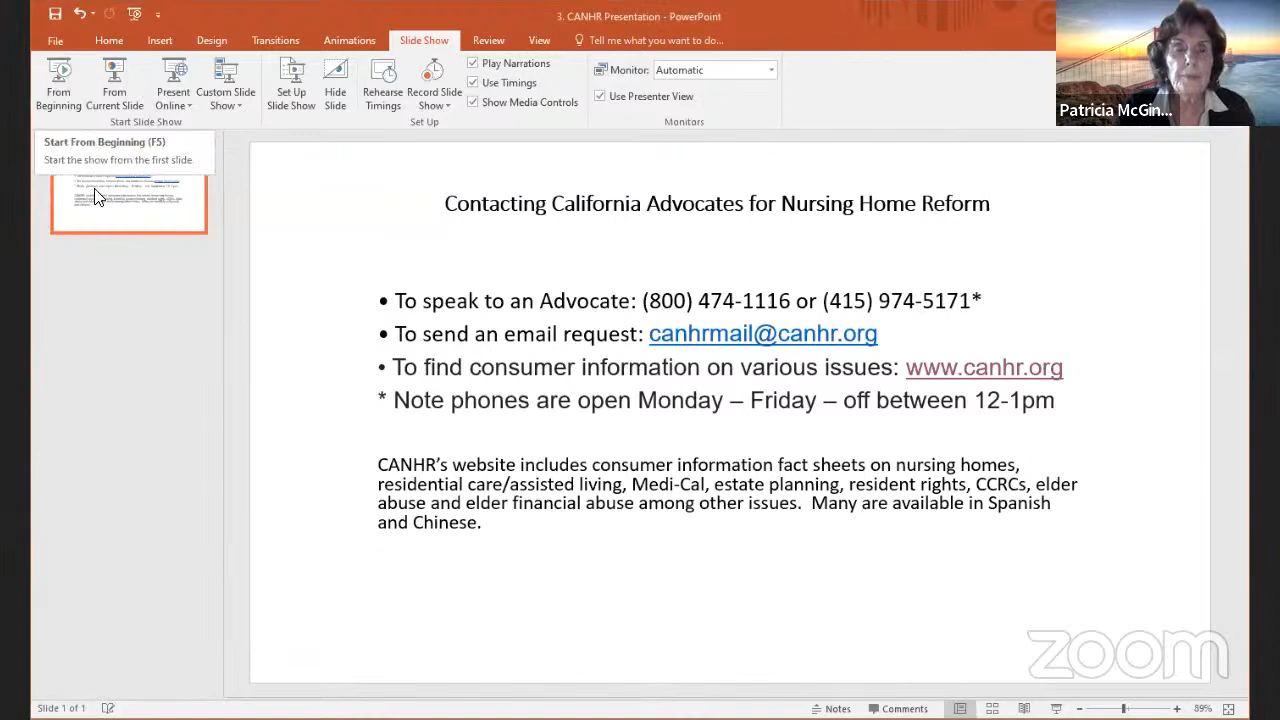 3. CANHR Presentation - PowerPoint
File Home Insert Design Transitions Animations Slide Show Review View Tell me what you want to do...
From Beginning
From Current Slide
Present Online
Custom Slide Show
Start Slide Show
Set Up Slide Show
Hide Slide
Rehearse Timings
Record Slide Show
Play Narrations
Use Timings
Show Media Controls
Set Up
Monitor: Automatic
Use Presenter View
Monitors
Patricia McGin...
Start From Beginning (F5)
Start the show from the first slide.
Contacting California Advocates for Nursing Home Reform
• To speak to an Advocate: (800) 474-1116 or (415) 974-5171*
• To send an email request: canhrmail@canhr.org
• To find consumer information on various issues: www.canhr.org
* Note phones are open Monday – Friday – off between 12-1pm
CANHR’s website includes consumer information fact sheets on nursing homes,
residential care/assisted living, Medi-Cal, estate planning, resident rights, CCRCs, elder
abuse and elder financial abuse among other issues.  Many are available in Spanish
and Chinese.
zoom
Slide 1 of 1 Notes Comments 89%